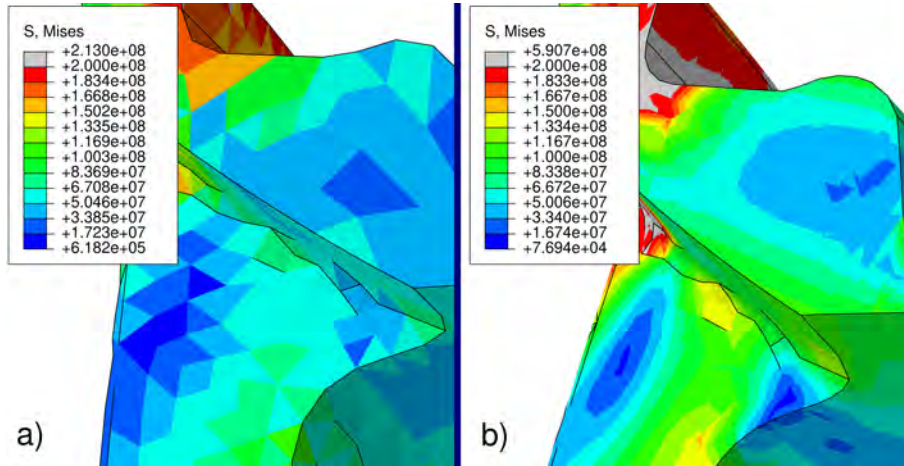 S, Mises
+2.130e+08
+2.000e+08
+1.834e+08
+1.668e+08
+1.502e+08
+1.335e+08
+1.169e+08
+1.003e+08
+8.369e+07
+6.708e+07
+5.046e+07
+3.385e+07
+1.723e+07
+6.182e+05
a)
S, Mises
+5.907e+08
+2.000e+08
+1.833e+08
+1.667e+08
+1.500e+08
+1.334e+08
+1.167e+08
+1.000e+08
+8.338e+07
+6.672e+07
+5.006e+07
+3.340e+07
+1.674e+07
+7.694e+04
b)